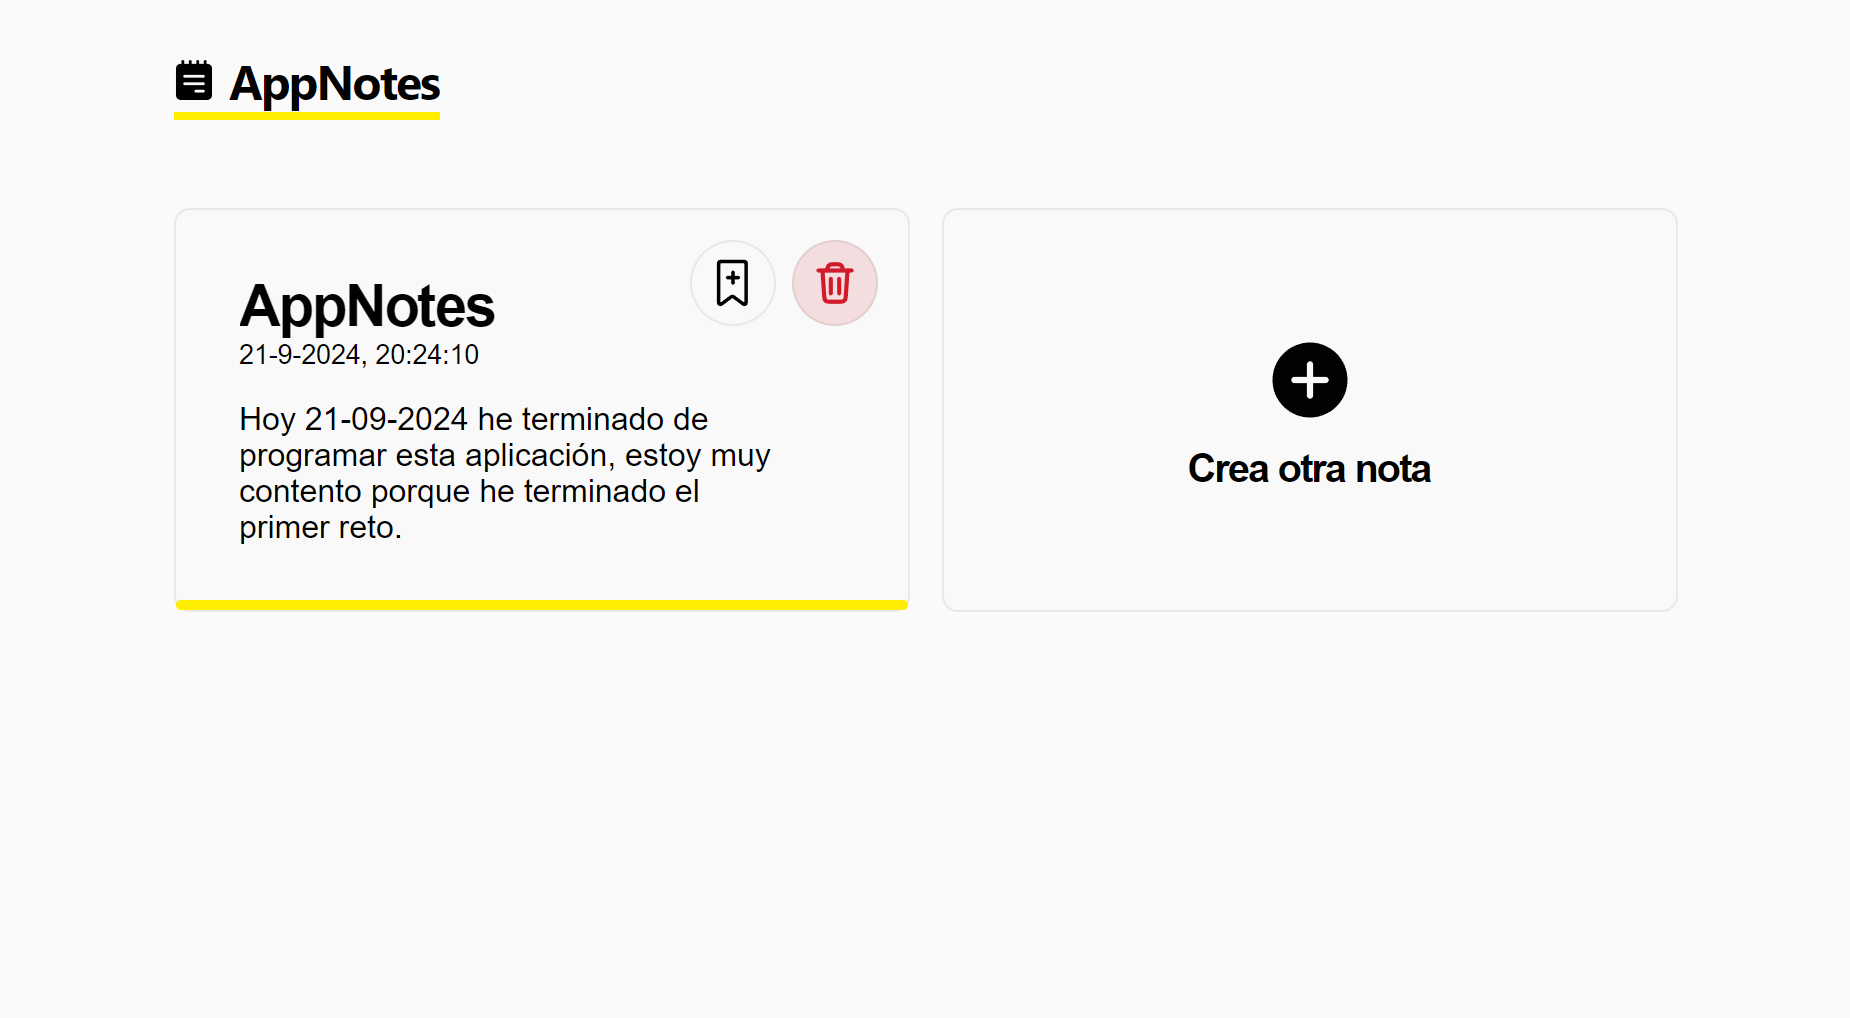 AppNotes
AppNotes
21-9-2024, 20:24:10
Hoy 21-09-2024 he terminado de
programar esta aplicación, estoy muy
contento porque he terminado el
primer reto.
Crea otra nota